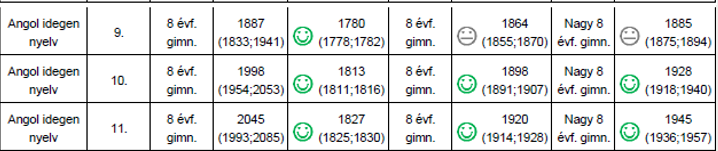 Angol idegen nyelv 9. 8 évf. gimn. 1887 (1833;1941) 1780 (1778;1782) 8 évf. gimn. 1864 (1855;1870) Nagy 8 évf. gimn. 1885 (1875;1894)
Angol idegen nyelv 10. 8 évf. gimn. 1998 (1954;2053) 1813 (1811;1816) 8 évf. gimn. 1898 (1891;1907) Nagy 8 évf. gimn. 1928 (1918;1940)
Angol idegen nyelv 11. 8 évf. gimn. 2045 (1993;2085) 1827 (1825;1830) 8 évf. gimn. 1920 (1914;1928) Nagy 8 évf. gimn. 1945 (1936;1957)